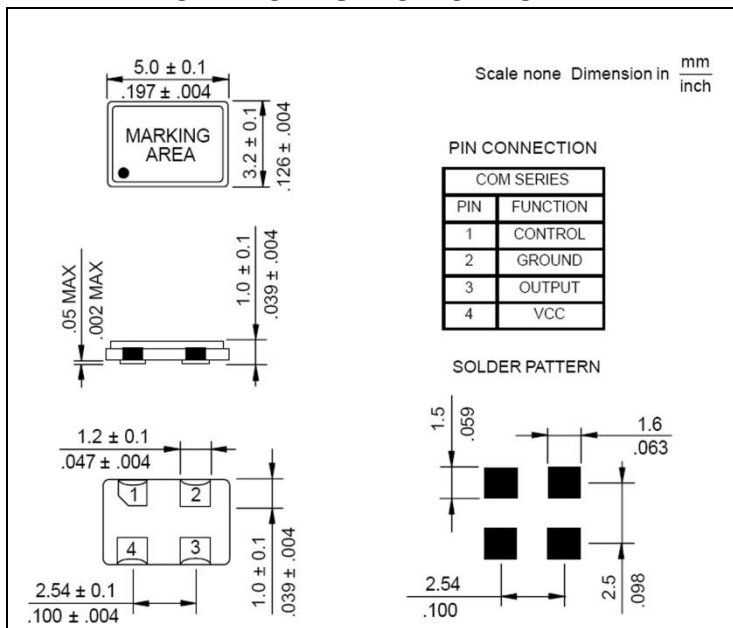 5.0 ± 0.1
.197 ± .004
MARKING
AREA
3.2 ± 0.1
.126 ± .004
Scale none Dimension in mm
inch
PIN CONNECTION
COM SERIES
PIN FUNCTION
1 CONTROL
2 GROUND
3 OUTPUT
4 VCC
.05 MAX
.002 MAX
1.0 ± 0.1
.039 ± .004
SOLDER PATTERN
1.2 ± 0.1
.047 ± .004
1 2
4 3
1.0 ± 0.1
.039 ± .004
2.54 ± 0.1
.100 ± .004
1.5
.059
1.6
.063
2.54
.100
2.5
.098